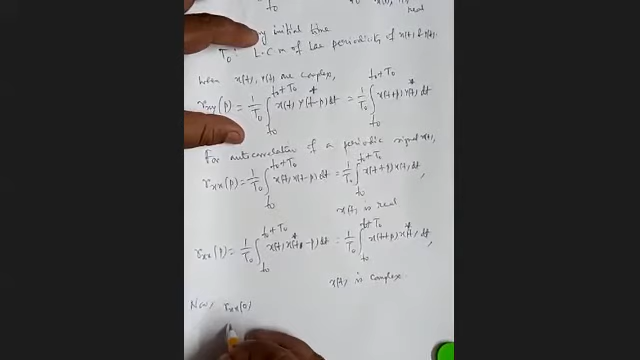 t₀ t₀ real
any initial time
T₀ : L.C.m of the periodicity of x(t) & y(t).
when x(t), y(t) are complex,
r_xy(p) = 1/T₀ ∫_{t₀}^{t₀+T₀} x(t) y*(t-p) dt = 1/T₀ ∫_{t₀}^{t₀+T₀} x(t+p) y*(t) dt
For autocorrelation of a periodic signal x(t),
r_xx(p) = 1/T₀ ∫_{t₀}^{t₀+T₀} x(t) x(t-p) dt = 1/T₀ ∫_{t₀}^{t₀+T₀} x(t+p) x(t) dt,
x(t) is real
r_xx(p) = 1/T₀ ∫_{t₀}^{t₀+T₀} x(t) x*(t-p) dt = 1/T₀ ∫_{t₀}^{t₀+T₀} x(t+p) x*(t) dt,
x(t) is complex.
Now, r_xx(0)